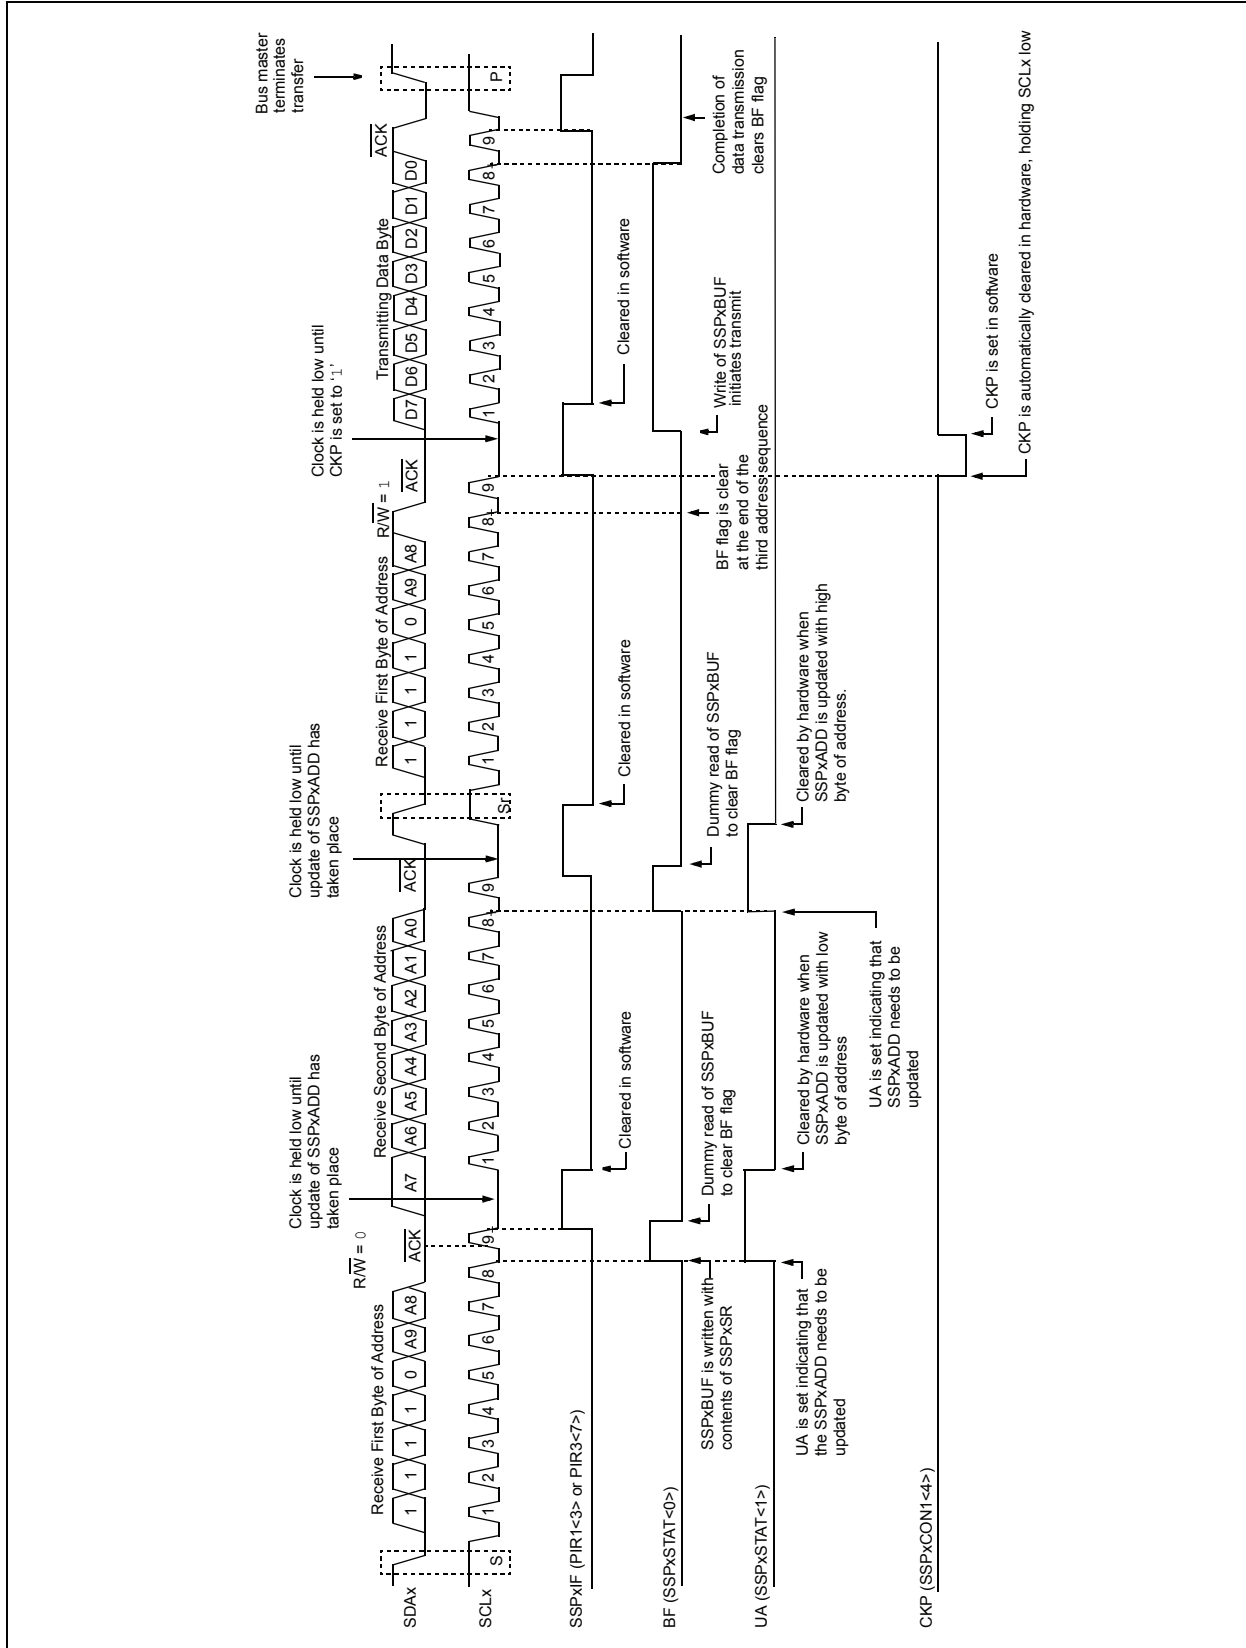 Bus master
terminates
transfer
Clock is held low until
update of SSPxADD has
taken place
Clock is held low until
update of SSPxADD has
taken place
Clock is held low until
CKP is set to ‘1’
R/W = 0
R/W = 1
Receive First Byte of Address
ACK
Receive Second Byte of Address
ACK
Receive First Byte of Address
ACK
Transmitting Data Byte
ACK
SDAx
1 1 1 1 0 A9 A8
A7 A6 A5 A4 A3 A2 A1 A0
1 1 1 1 0 A9 A8
D7 D6 D5 D4 D3 D2 D1 D0
SCLx
S
1 2 3 4 5 6 7 8 9
1 2 3 4 5 6 7 8 9
Sr
1 2 3 4 5 6 7 8 9
1 2 3 4 5 6 7 8 9
P
SSPxIF (PIR1<3> or PIR3<7>)
Cleared in software
Cleared in software
Cleared in software
BF (SSPxSTAT<0>)
SSPxBUF is written with
contents of SSPxSR
Dummy read of SSPxBUF
to clear BF flag
Dummy read of SSPxBUF
to clear BF flag
BF flag is clear
at the end of the
third address sequence
Write of SSPxBUF
initiates transmit
Completion of
data transmission
clears BF flag
UA (SSPxSTAT<1>)
UA is set indicating that
the SSPxADD needs to be
updated
Cleared by hardware when
SSPxADD is updated with low
byte of address
UA is set indicating that
SSPxADD needs to be
updated
Cleared by hardware when
SSPxADD is updated with high
byte of address.
CKP (SSPxCON1<4>)
CKP is set in software
CKP is automatically cleared in hardware, holding SCLx low